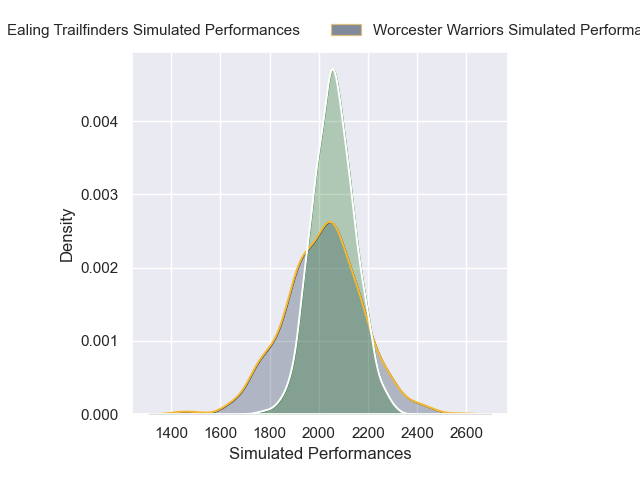 Ealing Trailfinders Simulated Performances Worcester Warriors Simulated Performa
0.004
0.003
0.002
0.001
0.000
Density
1400 1600 1800 2000 2200 2400 2600
Simulated Performances